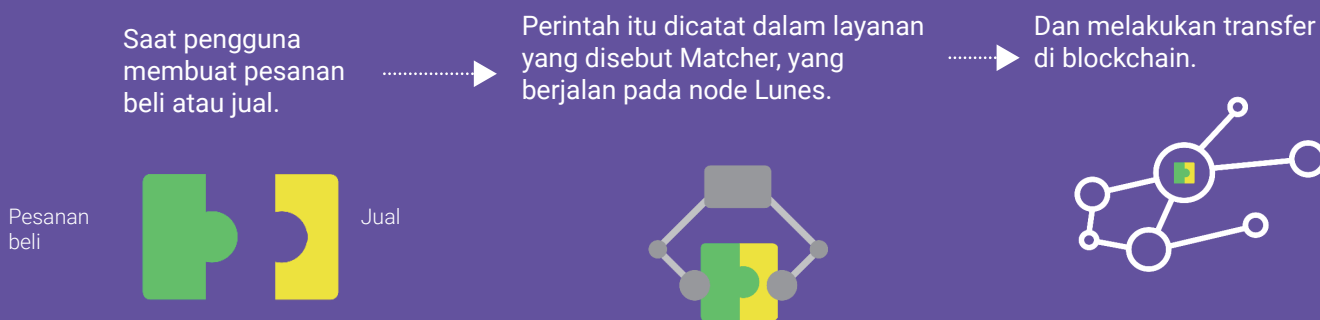 Saat pengguna
membuat pesanan
beli atau jual.
Perintah itu dicatat dalam layanan
yang disebut Matcher, yang
berjalan pada node Lunes.
Dan melakukan transfer
di blockchain.
Pesanan
beli
Jual